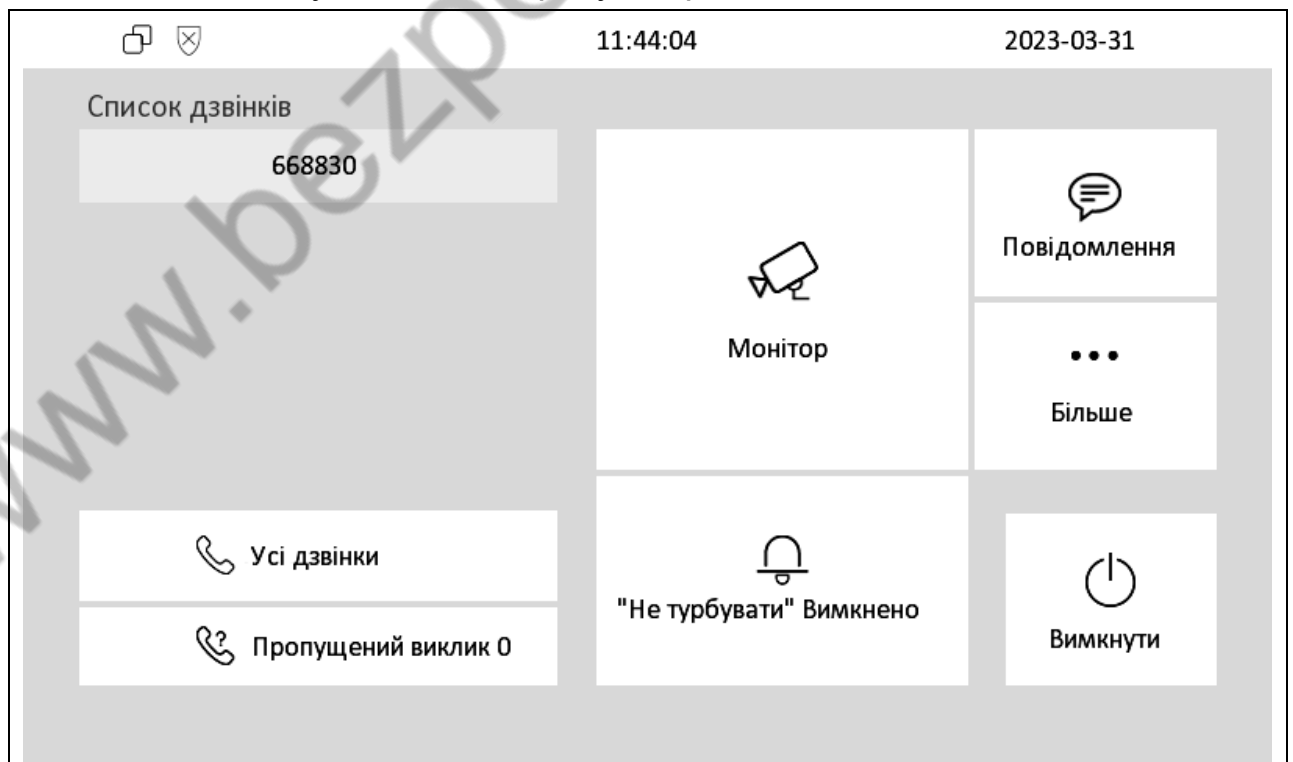 11:44:04
2023-03-31
Список дзвінків
668830
Монітор
Повідомлення
Більше
Усі дзвінки
Пропущений виклик 0
"Не турбувати" Вимкнено
Вимкнути
www.bezp